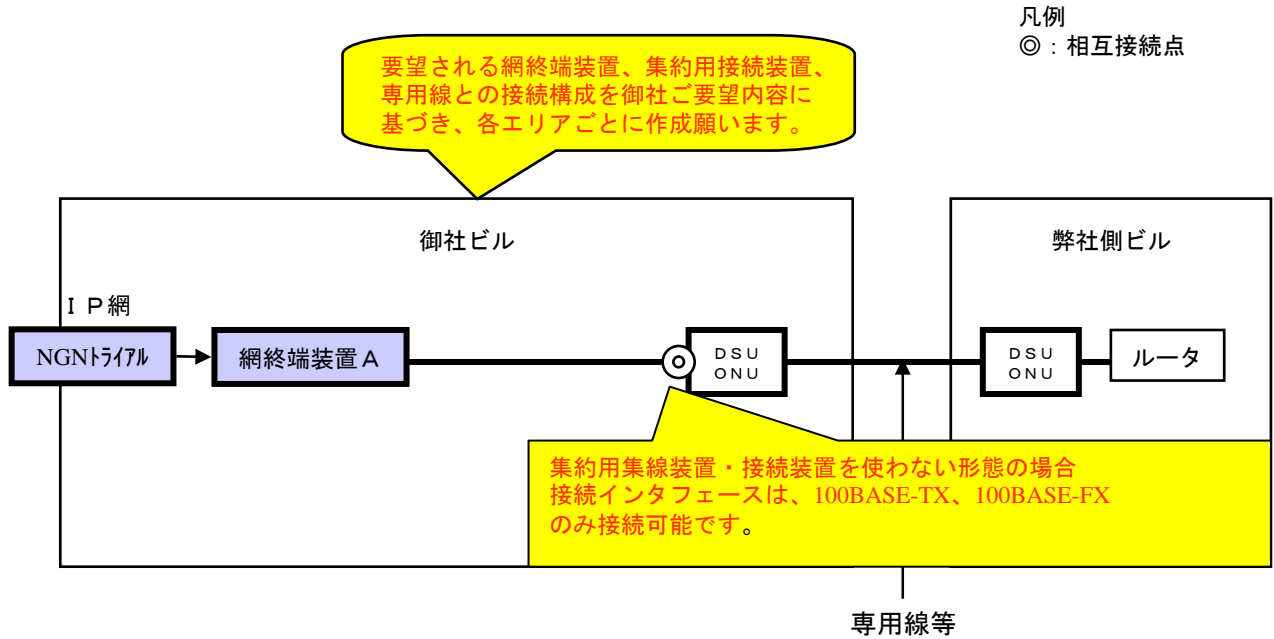 凡例
◎：相互接続点
要望される網終端装置、集約用接続装置、
専用線との接続構成を御社ご要望内容に
基づき、各エリアごとに作成願います。
御社ビル
弊社側ビル
ＩＰ網
NGNﾄﾗｲｱﾙ
網終端装置Ａ
ＤＳＵ
ＯＮＵ
ＤＳＵ
ＯＮＵ
ルータ
集約用集線装置・接続装置を使わない形態の場合
接続インタフェースは、100BASE-TX、100BASE-FX
のみ接続可能です。
専用線等